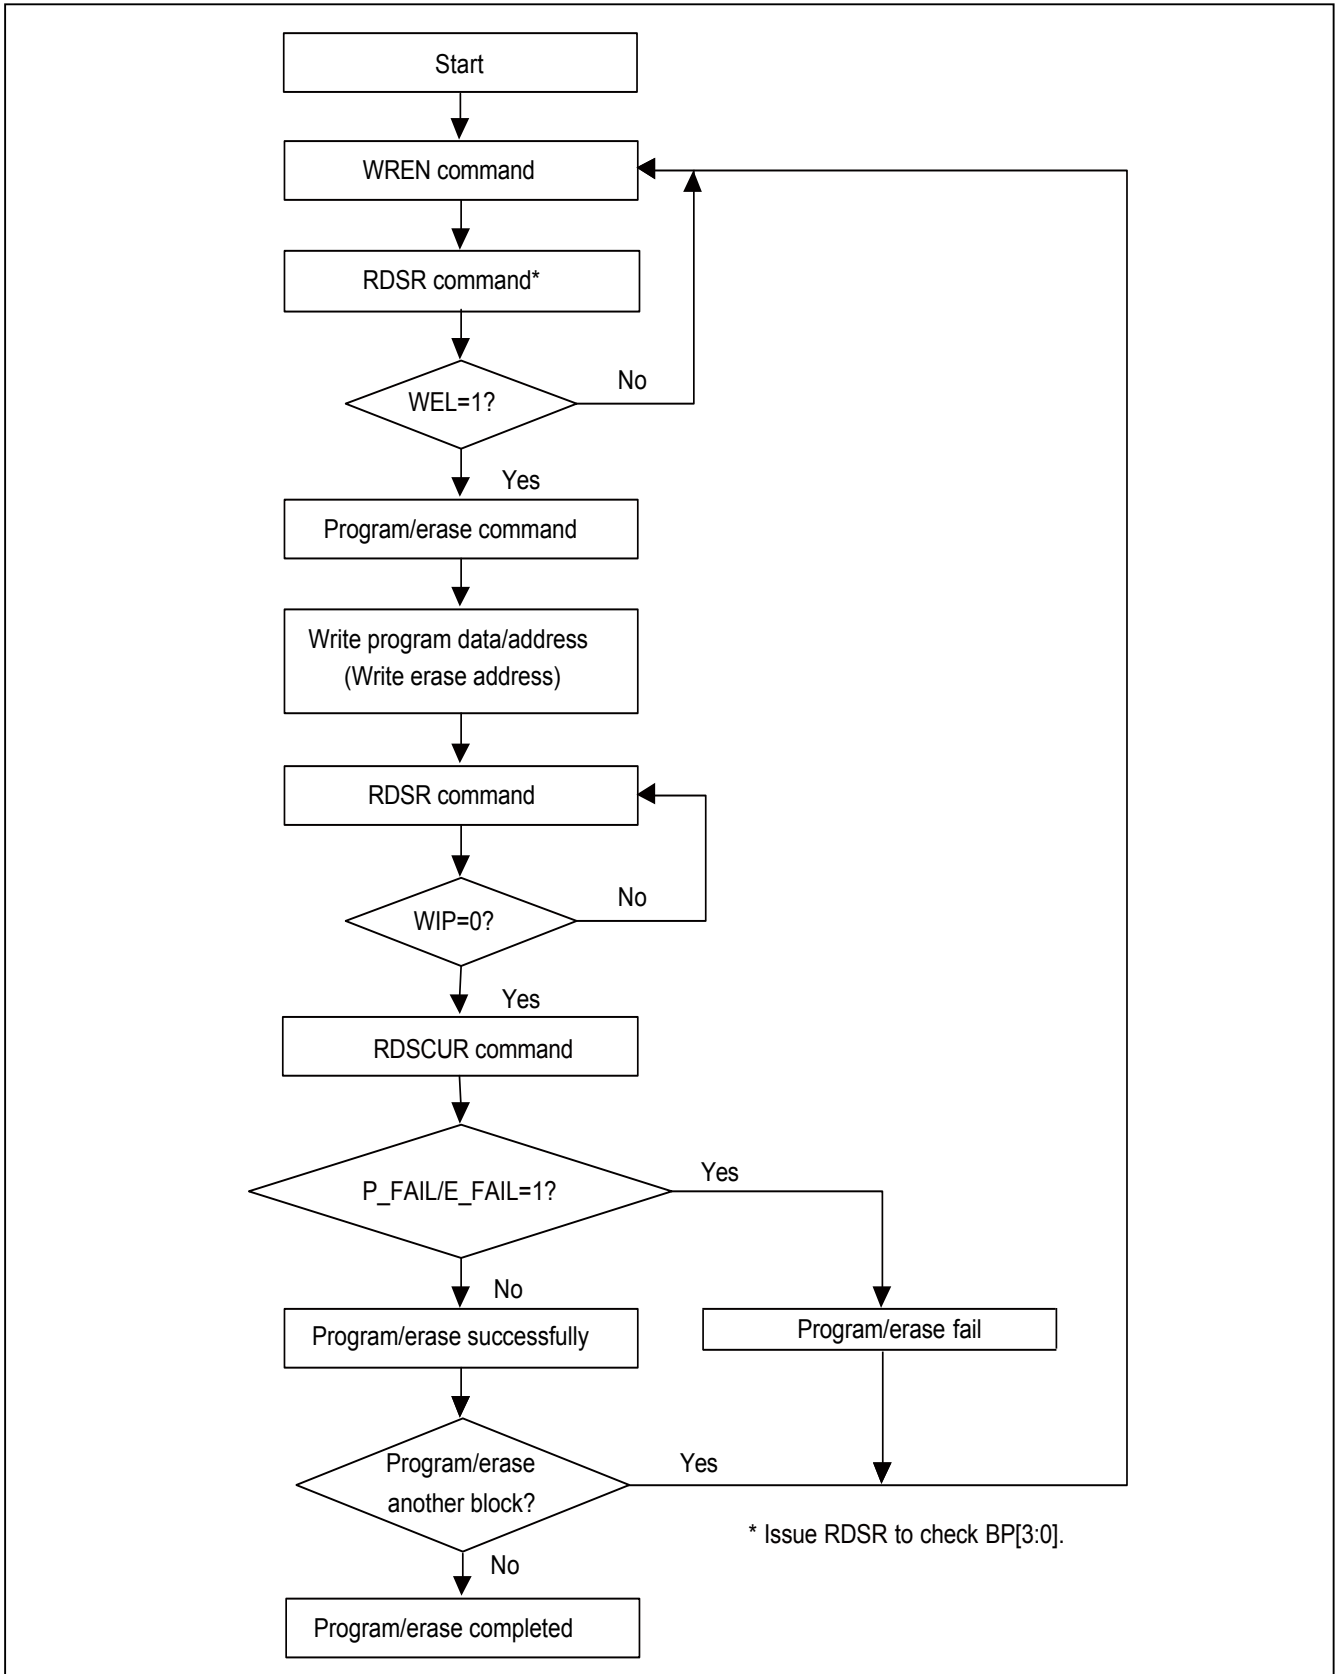 Start
WREN command
RDSR command*
WEL=1?
No
Yes
Program/erase command
Write program data/address
(Write erase address)
RDSR command
WIP=0?
No
Yes
RDSCUR command
P_FAIL/E_FAIL=1?
Yes
No
Program/erase successfully
Program/erase fail
Program/erase
another block?
Yes
* Issue RDSR to check BP[3:0].
No
Program/erase completed